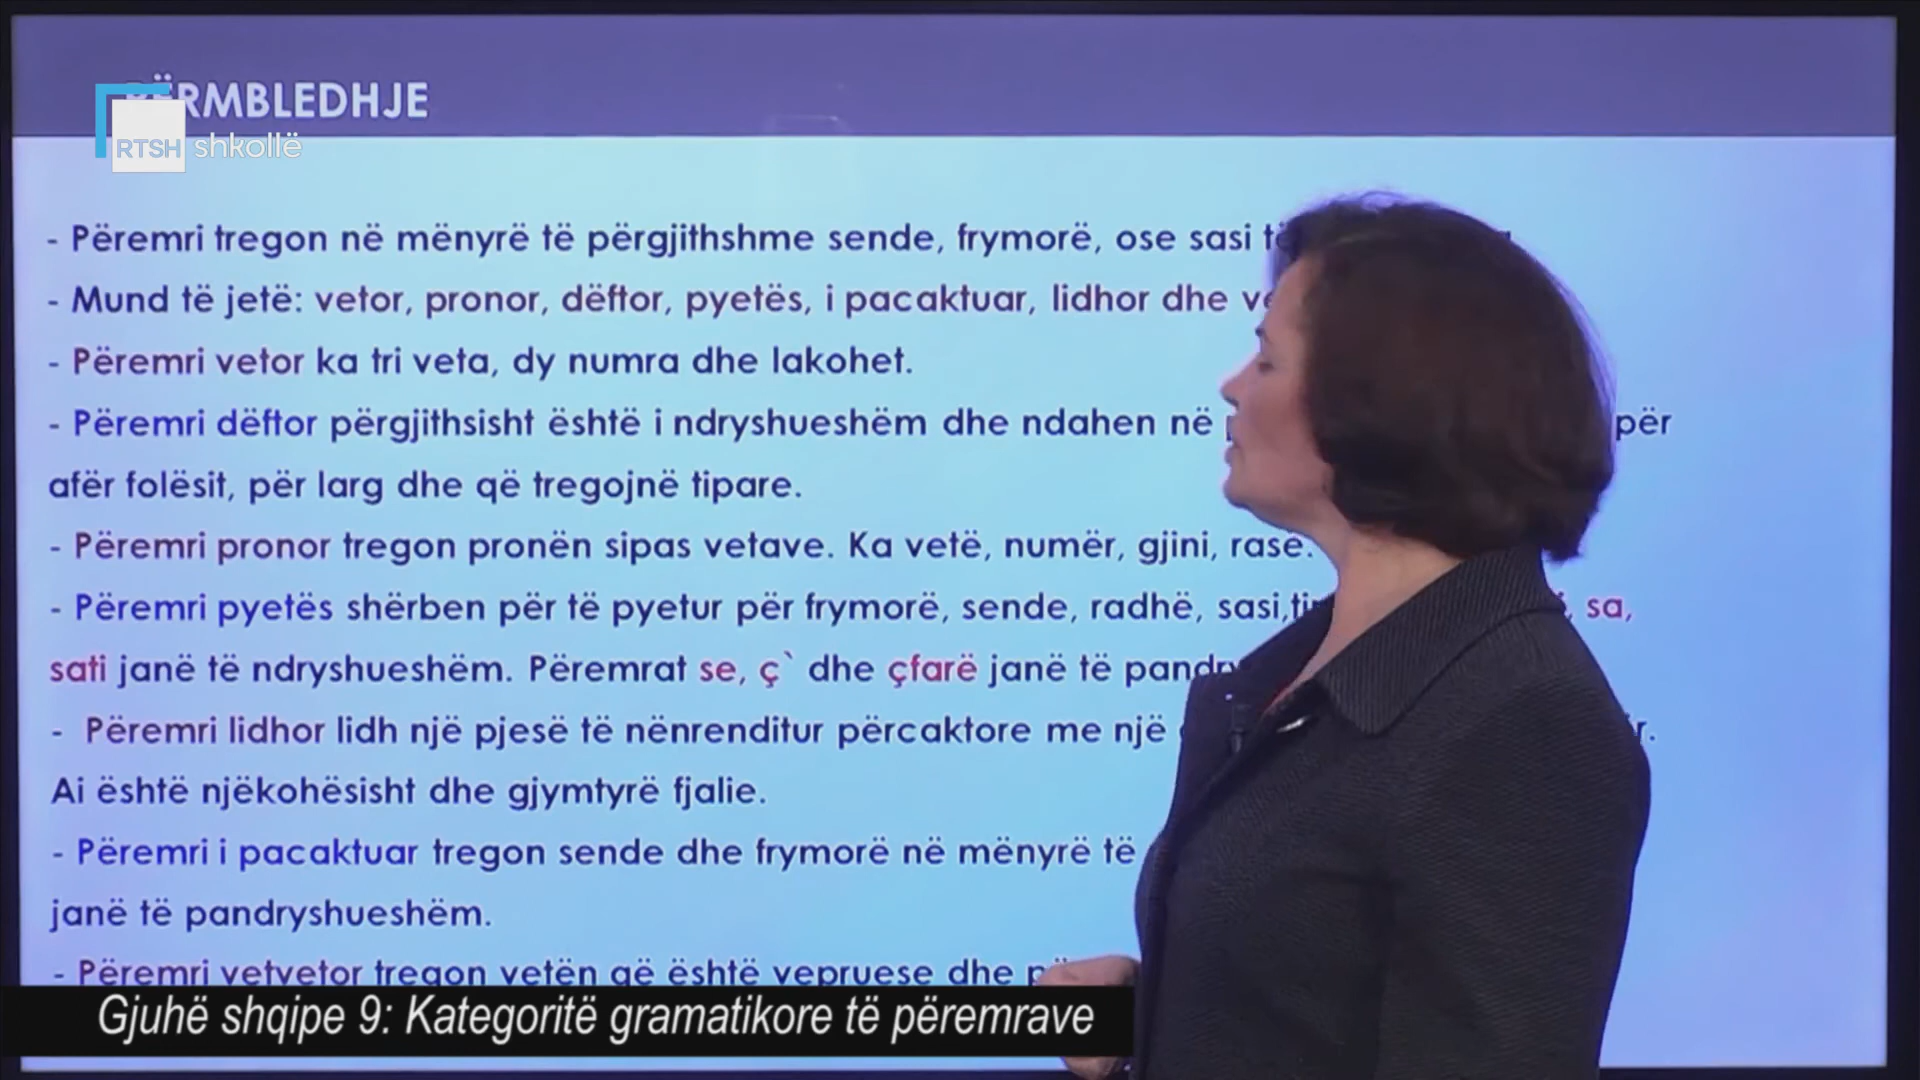 PËRMBLEDHJE
RTSH shkollë
- Përemri tregon në mënyrë të përgjithshme sende, frymorë, ose sasi
- Mund të jetë: vetor, pronor, dëftor, pyetës, i pacaktuar, lidhor dhe
- Përemri vetor ka tri veta, dy numra dhe lakohet.
- Përemri dëftor përgjithsisht është i ndryshueshëm dhe ndahen në për
afër folësit, për larg dhe që tregojnë tipare.
- Përemri pronor tregon pronën sipas vetave. Ka vetë, numër, gjini, rasë.
- Përemri pyetës shërben për të pyetur për frymorë, sende, radhë, sasi, sa,
sati janë të ndryshueshëm. Përemrat se, ç` dhe çfarë janë të
- Përemri lidhor lidh një pjesë të nënrenditur përcaktore me një
Ai është njëkohësisht dhe gjymtyrë fjalie.
- Përemri i pacaktuar tregon sende dhe frymorë në mënyrë të
janë të pandryshueshëm.
- Përemri vetvetor tregon vetën që është vepruese dhe
Gjuhë shqipe 9: Kategoritë gramatikore të përemrave